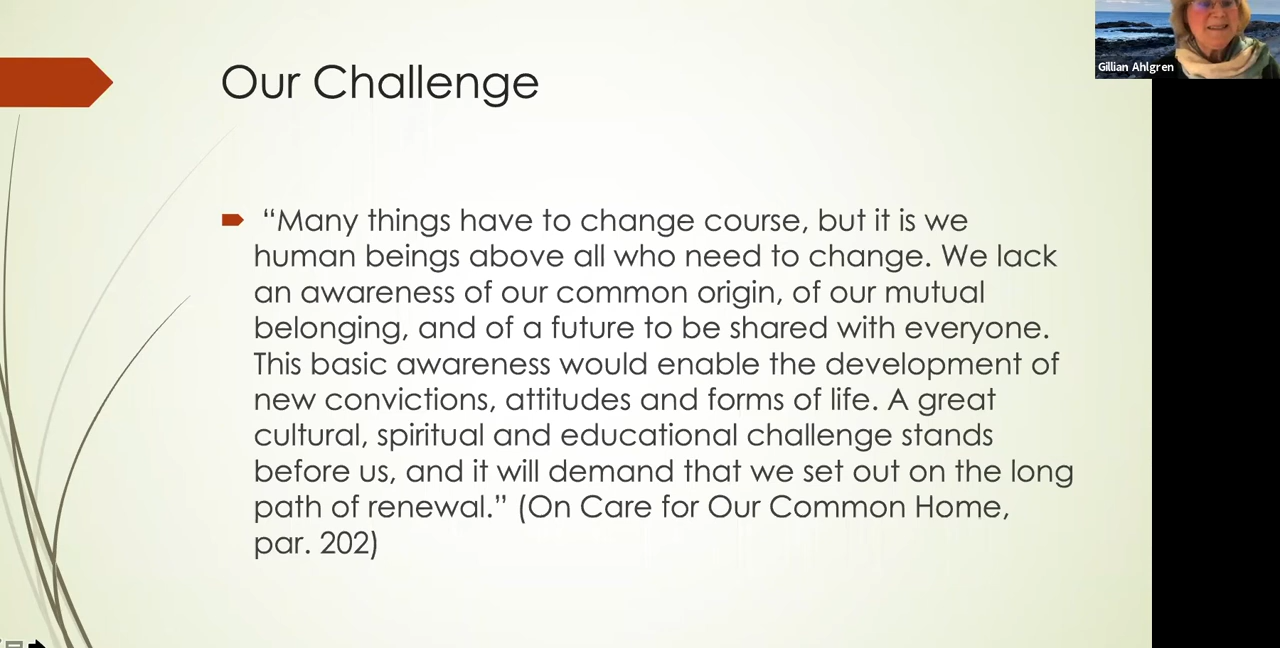 Our Challenge
Gillian Ahlgren
“Many things have to change course, but it is we
human beings above all who need to change. We lack
an awareness of our common origin, of our mutual
belonging, and of a future to be shared with everyone.
This basic awareness would enable the development of
new convictions, attitudes and forms of life. A great
cultural, spiritual and educational challenge stands
before us, and it will demand that we set out on the long
path of renewal.” (On Care for Our Common Home,
par. 202)